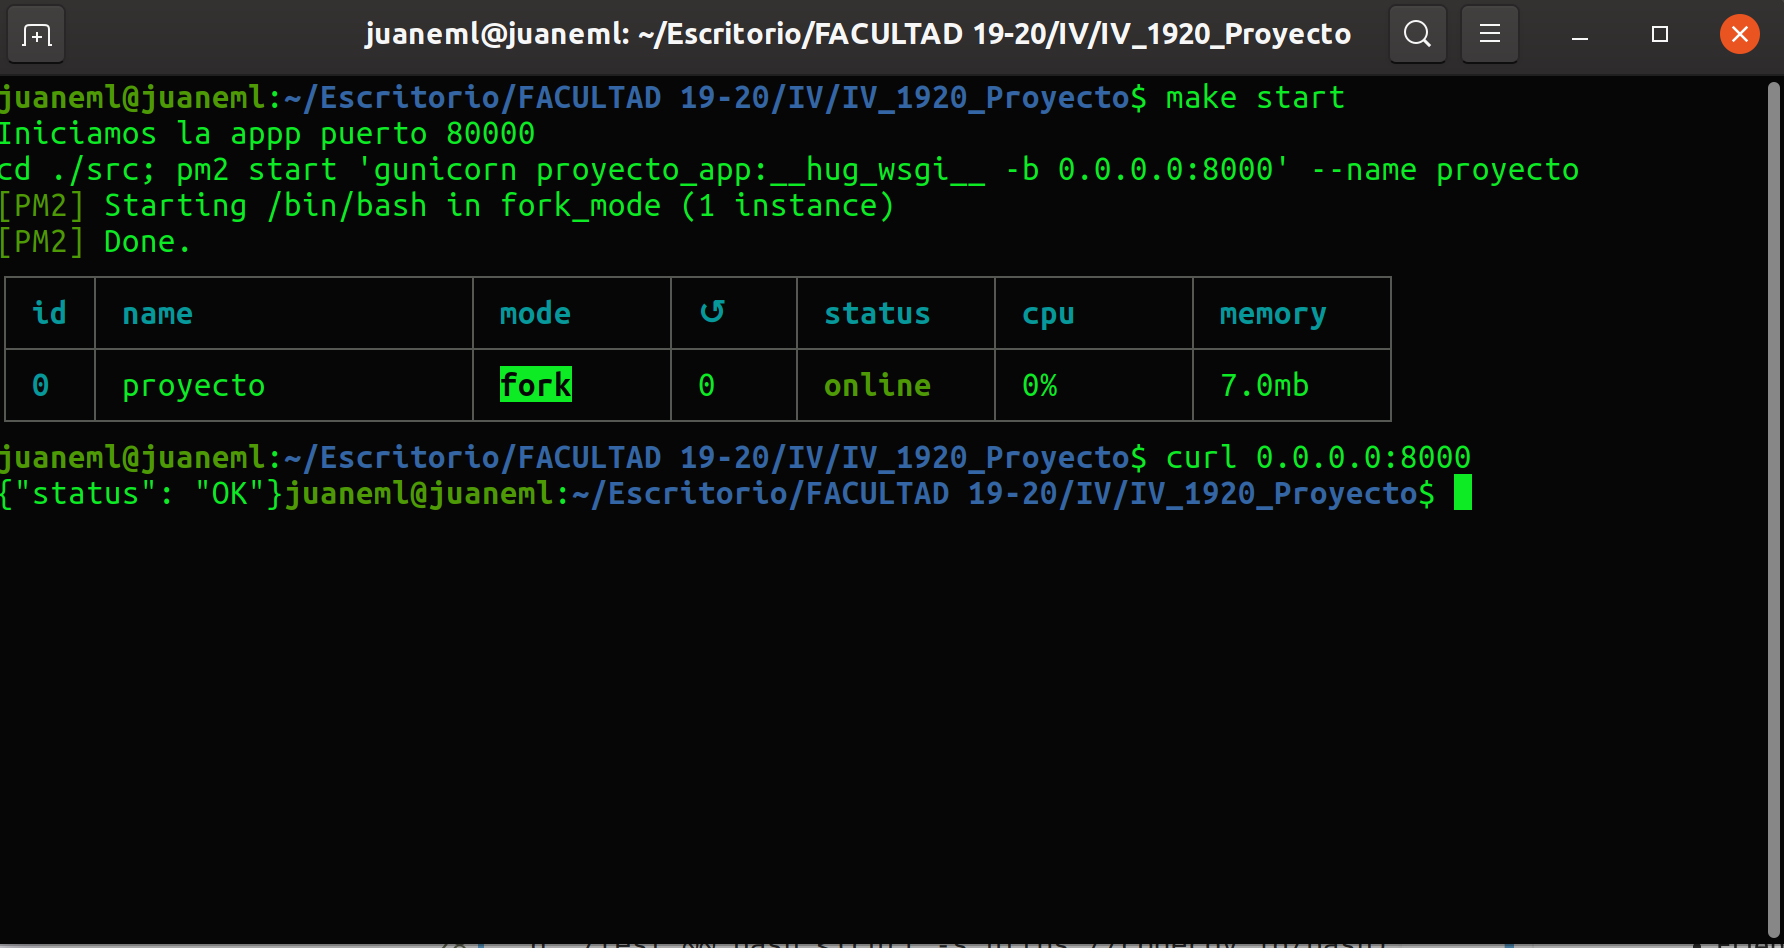 juaneml@juaneml: ~/Escritorio/FACULTAD 19-20/IV/IV_1920_Proyecto
juaneml@juaneml:~/Escritorio/FACULTAD 19-20/IV/IV_1920_Proyecto$ make start
Iniciamos la appp puerto 80000
cd ./src; pm2 start 'gunicorn proyecto_app:__hug_wsgi__ -b 0.0.0.0:8000' --name proyecto
[PM2] Starting /bin/bash in fork_mode (1 instance)
[PM2] Done.
id name mode ↺ status cpu memory
0 proyecto fork 0 online 0% 7.0mb
juaneml@juaneml:~/Escritorio/FACULTAD 19-20/IV/IV_1920_Proyecto$ curl 0.0.0.0:8000
{"status": "OK"}juaneml@juaneml:~/Escritorio/FACULTAD 19-20/IV/IV_1920_Proyecto$